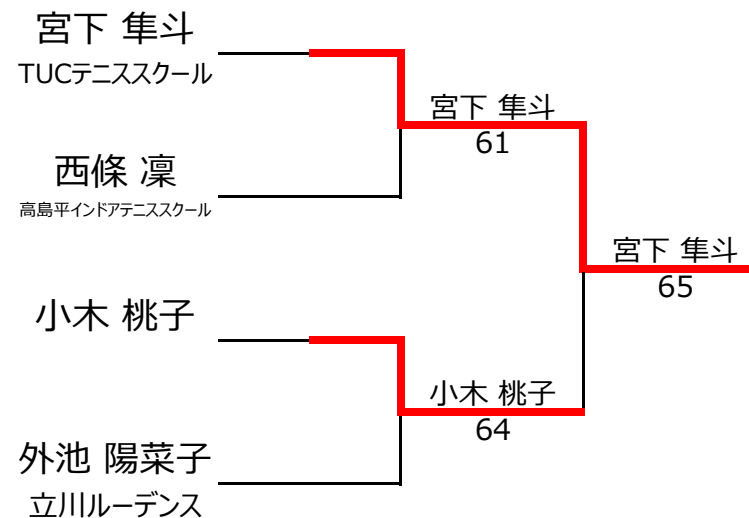 宮下 隼斗
TUCテニススクール
宮下 隼斗
61
西條 凜
高島平インドアテニススクール
宮下 隼斗
65
小木 桃子
小木 桃子
64
外池 陽菜子
立川ルーデンス